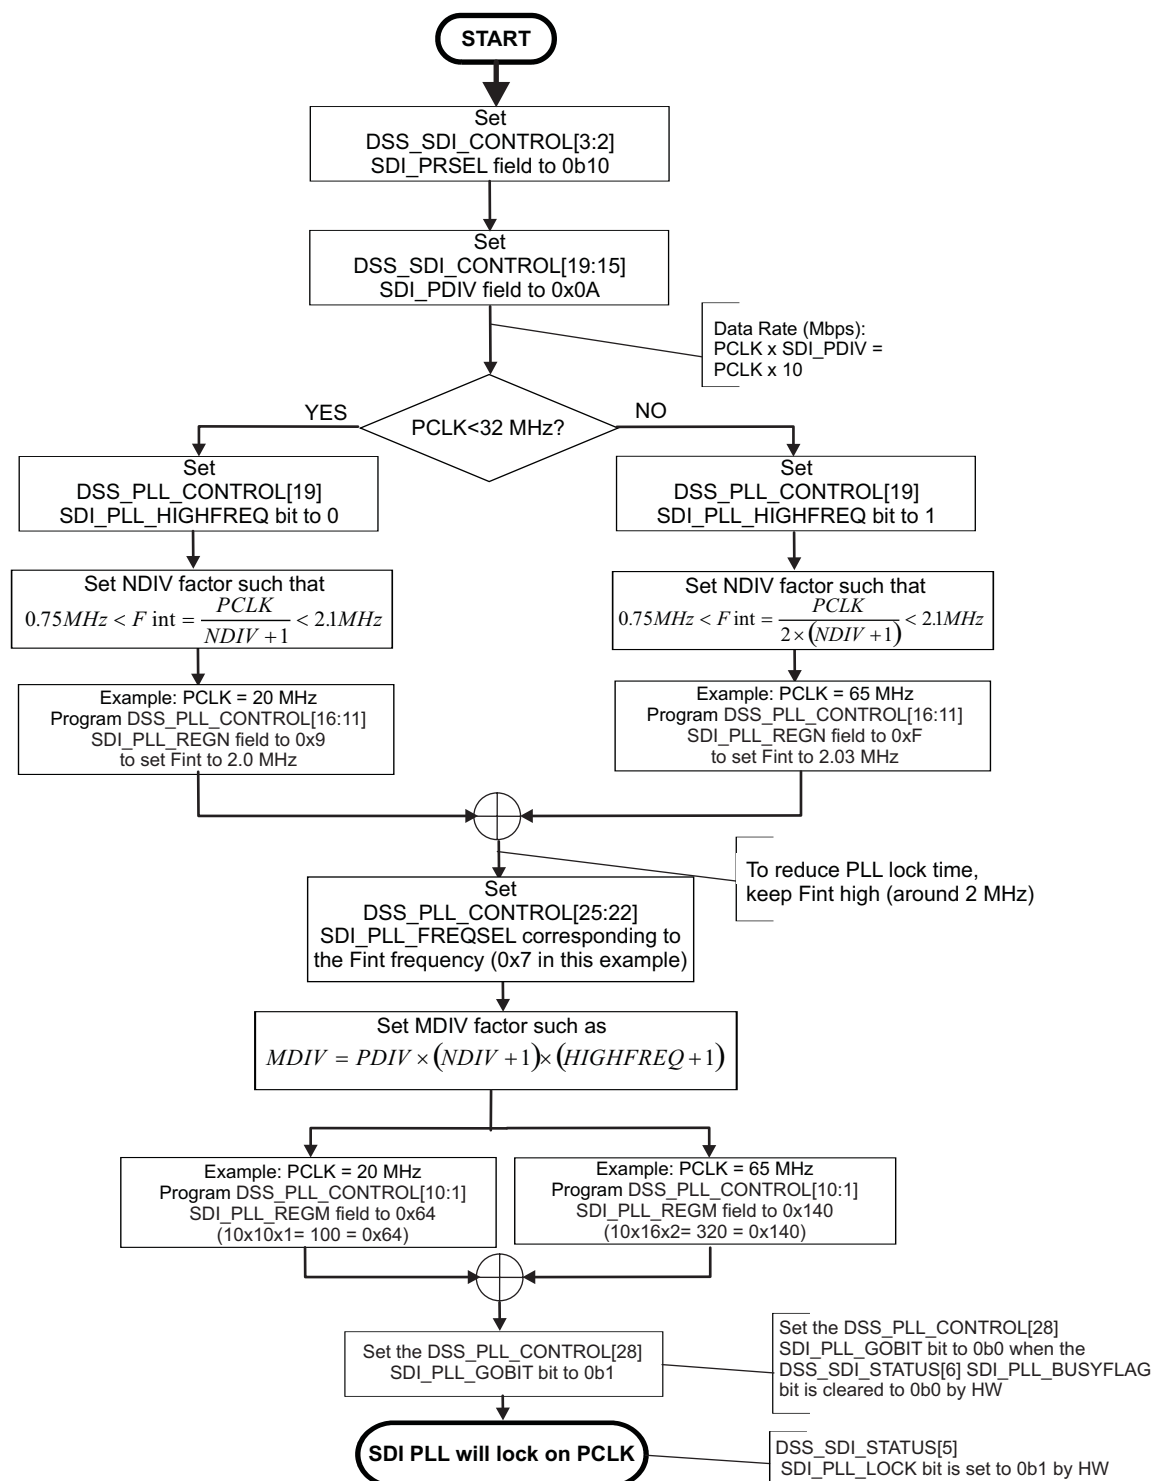 START
Set
DSS_SDI_CONTROL[3:2]
SDI_PRSEL field to 0b10
Set
DSS_SDI_CONTROL[19:15]
SDI_PDIV field to 0x0A
Data Rate (Mbps):
PCLK x SDI_PDIV =
PCLK x 10
YES
PCLK<32 MHz?
NO
Set
DSS_PLL_CONTROL[19]
SDI_PLL_HIGHFREQ bit to 0
Set
DSS_PLL_CONTROL[19]
SDI_PLL_HIGHFREQ bit to 1
Set NDIV factor such that
0.75MHz < F int = PCLK / NDIV +1 < 2.1MHz
Set NDIV factor such that
0.75MHz < F int = PCLK / 2×(NDIV +1) < 2.1MHz
Example: PCLK = 20 MHz
Program DSS_PLL_CONTROL[16:11]
SDI_PLL_REGN field to 0x9
to set Fint to 2.0 MHz
Example: PCLK = 65 MHz
Program DSS_PLL_CONTROL[16:11]
SDI_PLL_REGN field to 0xF
to set Fint to 2.03 MHz
To reduce PLL lock time,
keep Fint high (around 2 MHz)
Set
DSS_PLL_CONTROL[25:22]
SDI_PLL_FREQSEL corresponding to
the Fint frequency (0x7 in this example)
Set MDIV factor such as
MDIV = PDIV ×(NDIV +1)×(HIGHFREQ +1)
Example: PCLK = 20 MHz
Program DSS_PLL_CONTROL[10:1]
SDI_PLL_REGM field to 0x64
(10x10x1= 100 = 0x64)
Example: PCLK = 65 MHz
Program DSS_PLL_CONTROL[10:1]
SDI_PLL_REGM field to 0x140
(10x16x2= 320 = 0x140)
Set the DSS_PLL_CONTROL[28]
SDI_PLL_GOBIT bit to 0b1
Set the DSS_PLL_CONTROL[28]
SDI_PLL_GOBIT bit to 0b0 when the
DSS_SDI_STATUS[6] SDI_PLL_BUSYFLAG
bit is cleared to 0b0 by HW
SDI PLL will lock on PCLK
DSS_SDI_STATUS[5]
SDI_PLL_LOCK bit is set to 0b1 by HW